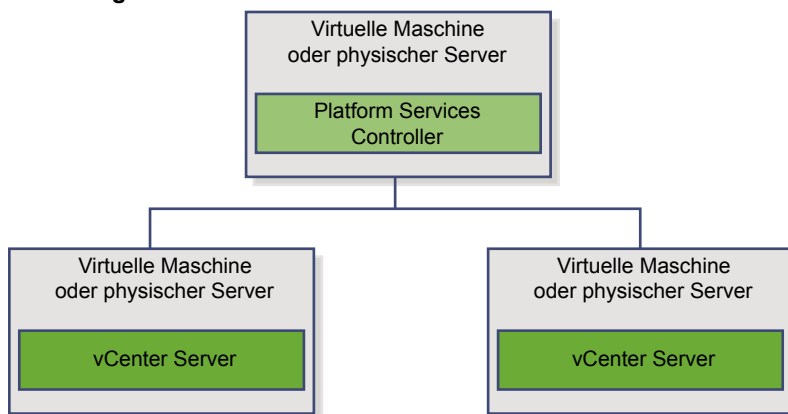 Virtuelle Maschine
oder physischer Server
Platform Services
Controller
Virtuelle Maschine
oder physischer Server
vCenter Server
Virtuelle Maschine
oder physischer Server
vCenter Server